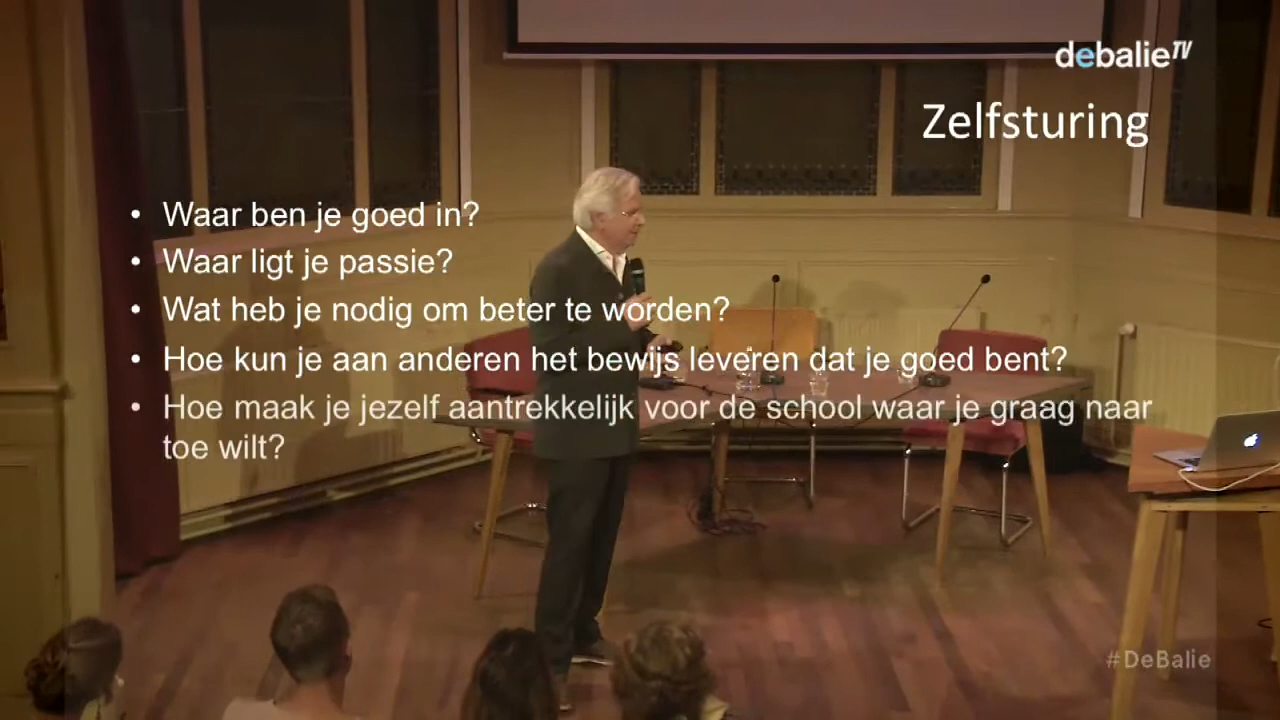 debalieTV
Zelfsturing
• Waar ben je goed in?
• Waar ligt je passie?
• Wat heb je nodig om beter te worden?
• Hoe kun je aan anderen het bewijs leveren dat je goed bent?
• Hoe maak je jezelf aantrekkelijk voor de school waar je graag naar
toe wilt?
#DeBalie